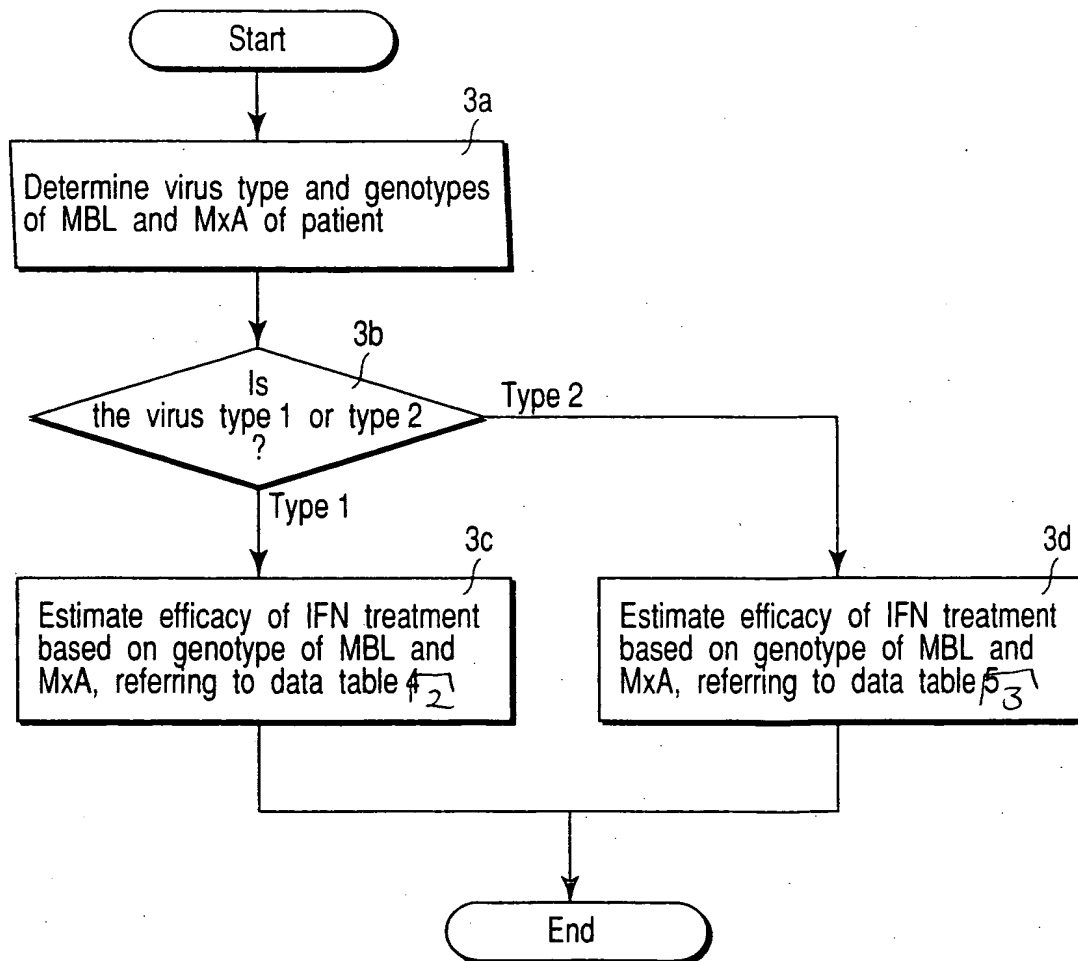 Start
3a
Determine virus type and genotypes
of MBL and MxA of patient
3b
Is
the virus type 1 or type 2
?
Type 2
Type 1
3c
Estimate efficacy of IFN treatment
based on genotype of MBL and
MxA, referring to data table 4 2
3d
Estimate efficacy of IFN treatment
based on genotype of MBL and
MxA, referring to data table 5 3
End